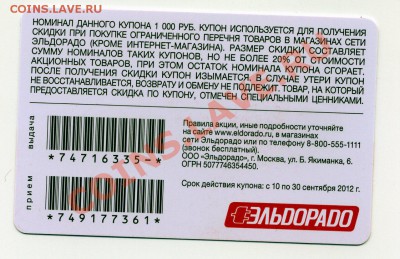 COINS.LAVE.RU
НОМИНАЛ ДАННОГО КУПОНА 1 000 РУБ. КУПОН ИСПОЛЬЗУЕТСЯ ДЛЯ ПОЛУЧЕНИЯ
СКИДКИ ПРИ ПОКУПКЕ ОГРАНИЧЕННОГО ПЕРЕЧНЯ ТОВАРОВ В МАГАЗИНАХ СЕТИ
ЭЛЬДОРАДО (КРОМЕ ИНТЕРНЕТ-МАГАЗИНА). РАЗМЕР СКИДКИ СОСТАВЛЯЕТ
СУММУ НОМИНАЛОВ ТАКИХ КУПОНОВ, НО НЕ БОЛЕЕ 20% ОТ СТОИМОСТИ
АКЦИОННЫХ ТОВАРОВ, ПРИ ЭТОМ ОСТАТОК НОМИНАЛА КУПОНА СГОРАЕТ.
ПОСЛЕ ПОЛУЧЕНИЯ СКИДКИ КУПОН ИЗЫМАЕТСЯ. В СЛУЧАЕ УТЕРИ КУПОН
НЕ ВОССТАНАВЛИВАЕТСЯ, ВОЗВРАТУ И ОБМЕНУ НЕ ПОДЛЕЖИТ. ТОВАР, НА КОТОРЫЙ
ПРЕДОСТАВЛЯЕТСЯ СКИДКА ПО КУПОНУ, ОТМЕЧЕН СПЕЦИАЛЬНЫМИ ЦЕННИКАМИ.
выдача
*74716335-*
прием
*749177361*
Правила акции, иные подробности уточняйте
на сайте www.eldorado.ru, в магазинах
сети Эльдорадо или по телефону 8-800-555-1111
(звонок бесплатный).
ООО «Эльдорадо», г. Москва, ул. Б. Якиманка, 6.
ОГРН 5077746354450.
Срок действия купона: с 10 по 30 сентября 2012 г.
ЭЛЬДОРАДО
COINS.LAVE.RU